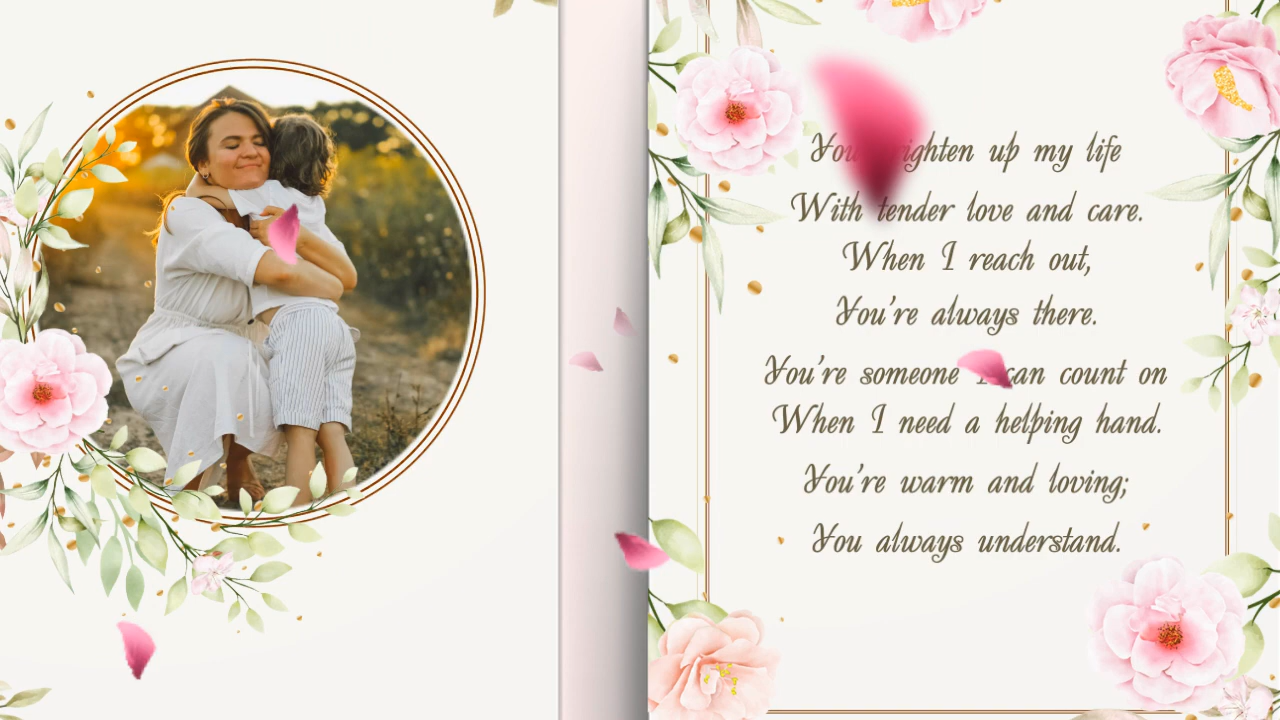 You brighten up my life
With tender love and care.
When I reach out,
You're always there.
You're someone I can count on
When I need a helping hand.
You're warm and loving;
You always understand.